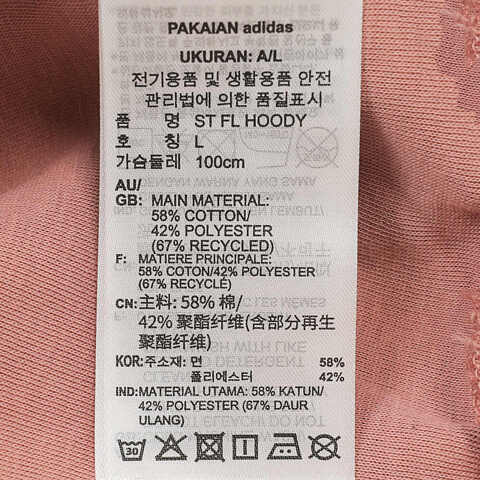 PAKAIAN adidas
UKURAN: A/L
전기용품 및 생활용품 안전
관리법에 의한 품질표시
품 명 ST FL HOODY
호 칭 L
가슴둘레 100cm
AU/
GB: MAIN MATERIAL:
58% COTTON/
42% POLYESTER
(67% RECYCLED)
F: MATIERE PRINCIPALE:
58% COTON/42% POLYESTER
(67% RECYCLÉ)
CN: 主料: 58% 棉/
42% 聚酯纤维(含部分再生
聚酯纤维)
KOR: 주소재: 면 58%
폴리에스터 42%
IND: MATERIAL UTAMA: 58% KATUN/
42% POLYESTER (67% DAUR
ULANG)
30